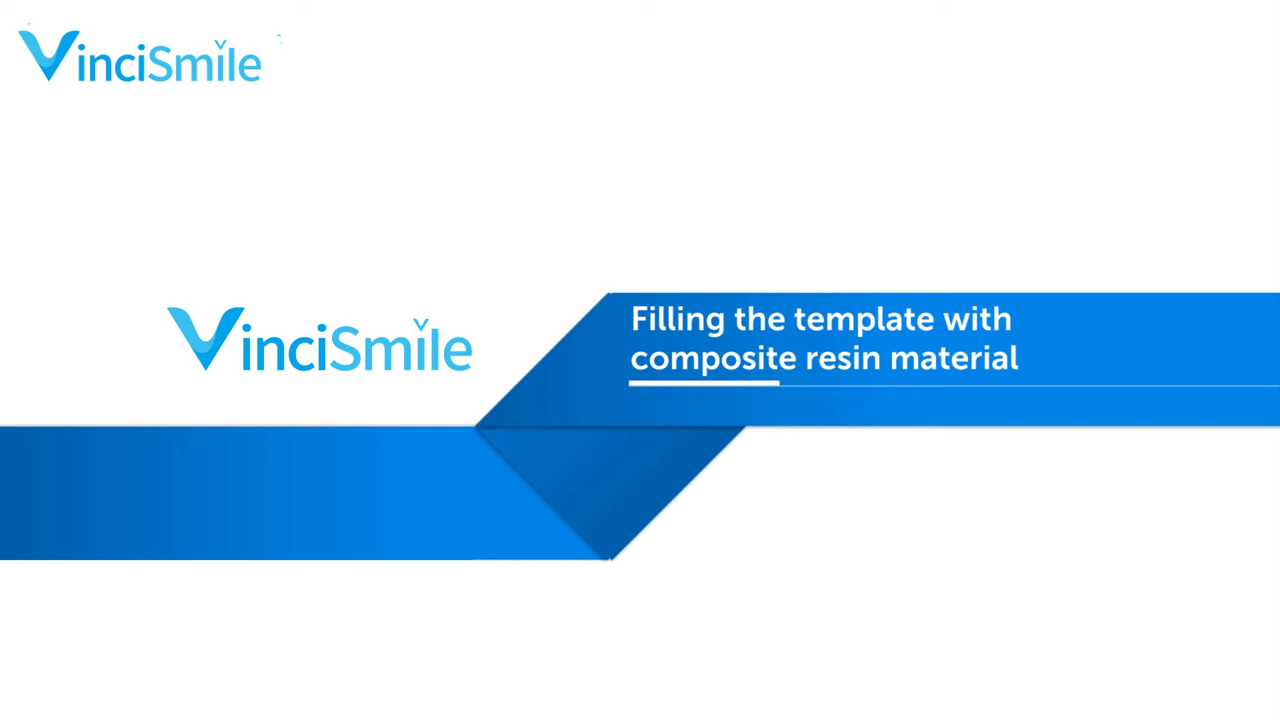 VinciSmile
VinciSmile
Filling the template with
composite resin material